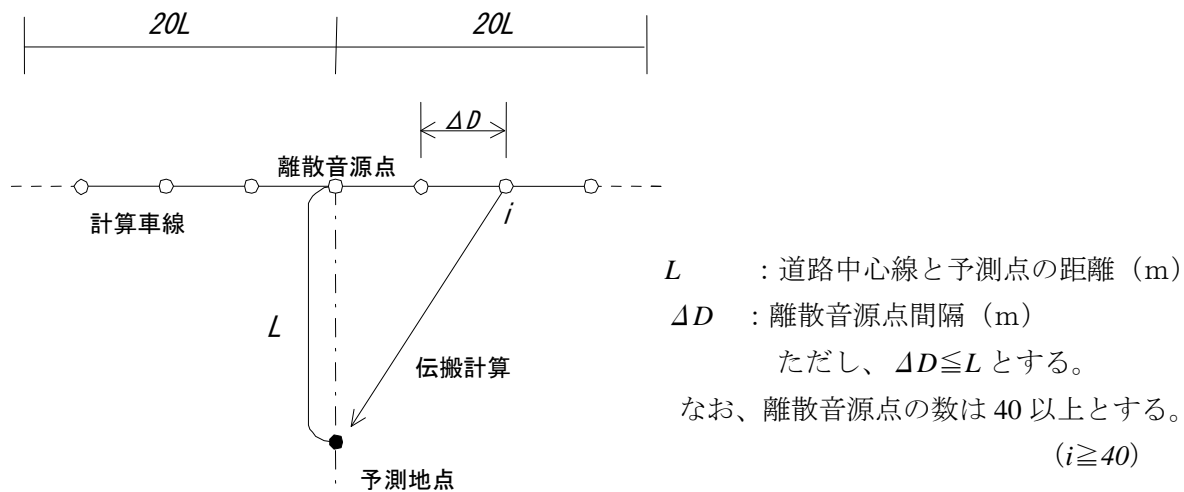 20L 20L
ΔD
離散音源点
計算車線
i
L :道路中心線と予測点の距離(m)
ΔD :離散音源点間隔(m)
L
ただし、ΔD≦Lとする。
伝搬計算
なお、離散音源点の数は40以上とする。
(i≧40)
予測地点